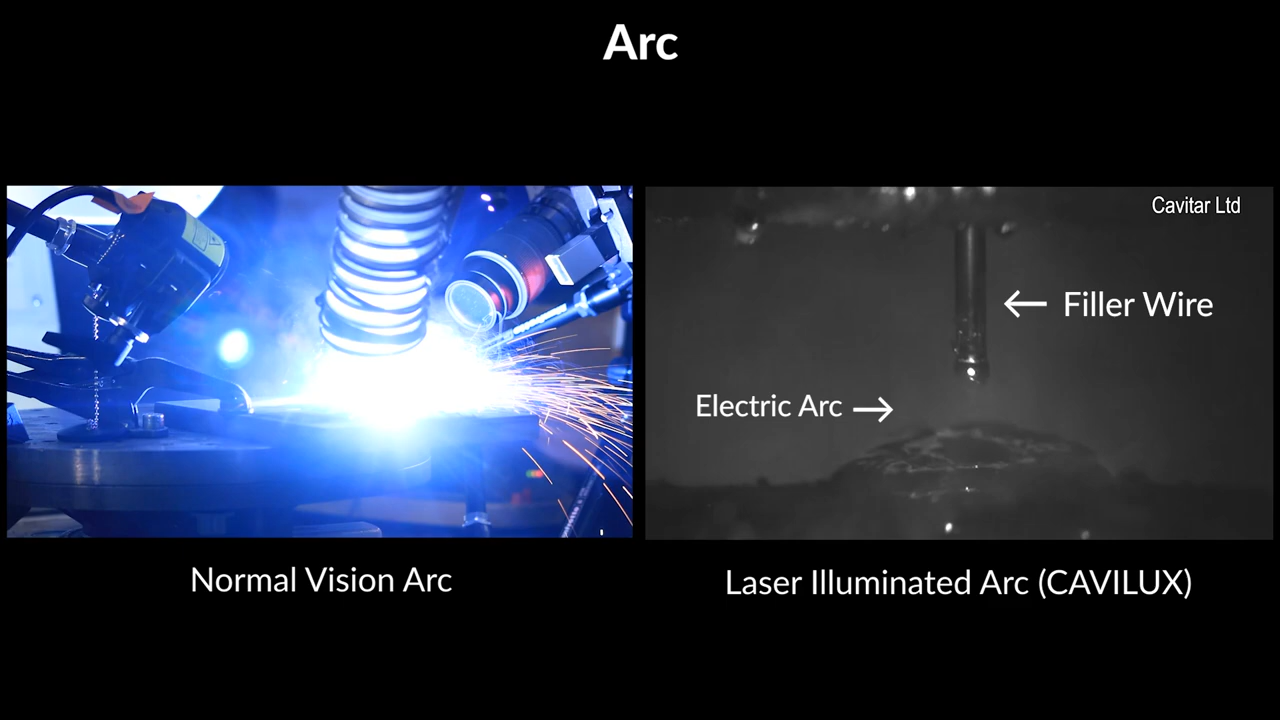 Arc
Cavitar Ltd
Filler Wire
Electric Arc
Normal Vision Arc
Laser Illuminated Arc (CAVILUX)